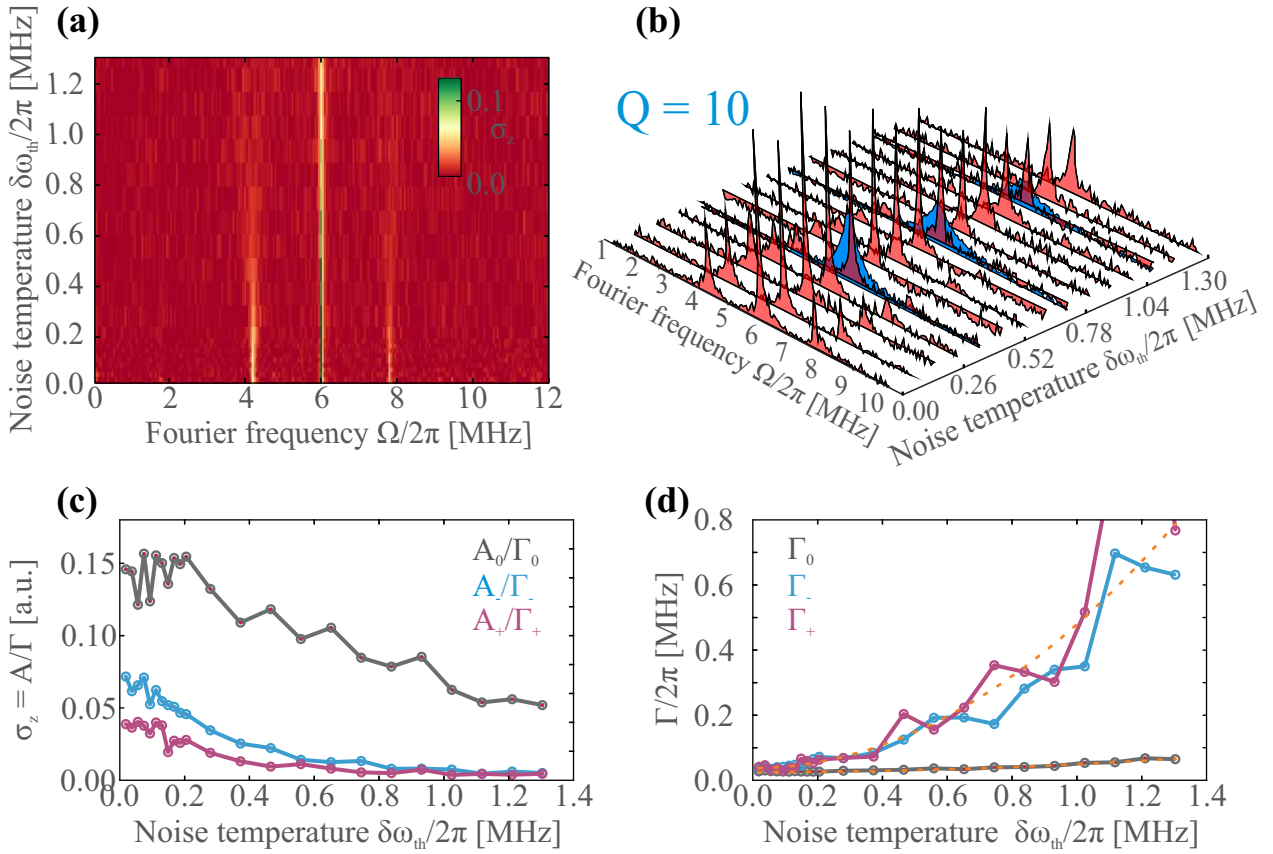 (a)
Noise temperature δω_th/2π [MHz]
1.2
1.0
0.8
0.6
0.4
0.2
0.0
0.1
σ_z
0.0
0 2 4 6 8 10 12
Fourier frequency Ω/2π [MHz]
(b)
Q = 10
1 2 3 4 5 6 7 8 9 10
Fourier frequency Ω/2π [MHz]
0.00 0.26 0.52 0.78 1.04 1.30
Noise temperature δω_th/2π [MHz]
(c)
σ_z = A/Γ [a.u.]
0.15
0.10
0.05
0.00
A_0/Γ_0
A_-/Γ_-
A_+/Γ_+
0.0 0.2 0.4 0.6 0.8 1.0 1.2 1.4
Noise temperature δω_th/2π [MHz]
(d)
Γ/2π [MHz]
0.8
0.6
0.4
0.2
0.0
Γ_0
Γ_-
Γ_+
0.0 0.2 0.4 0.6 0.8 1.0 1.2 1.4
Noise temperature δω_th/2π [MHz]